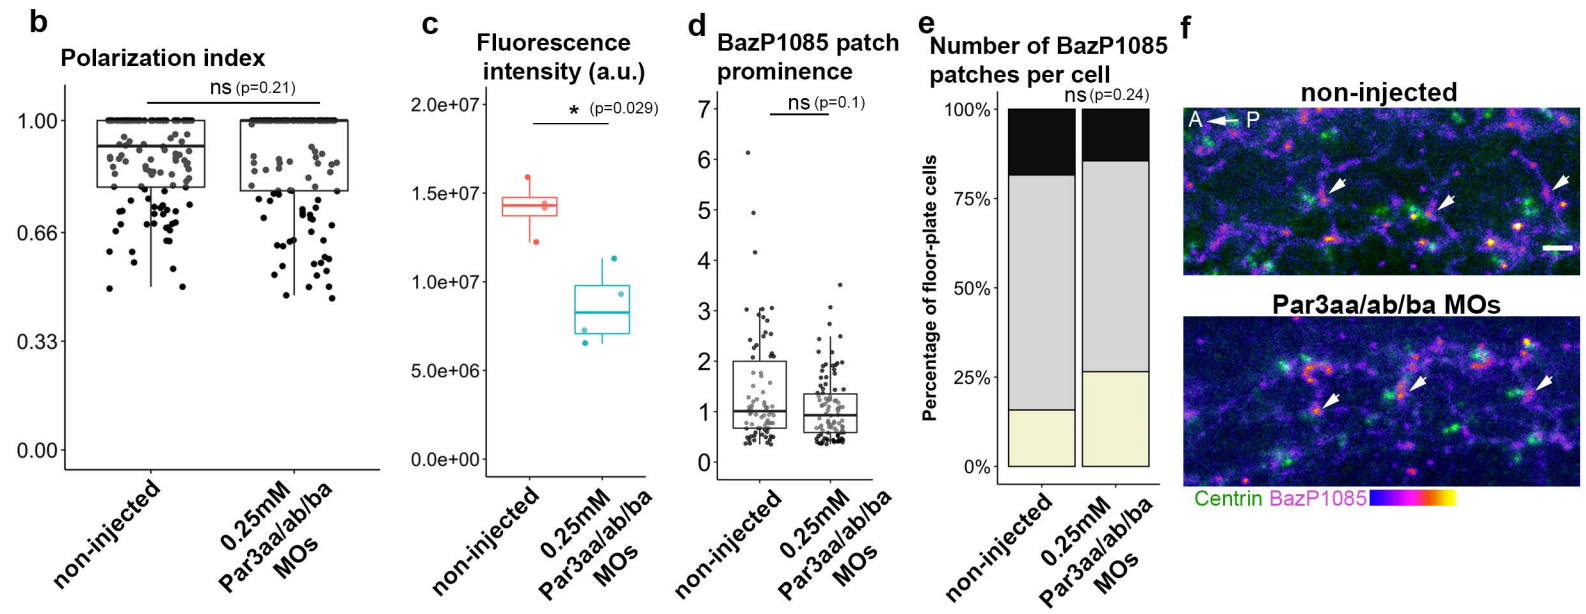 b
Polarization index
ns (p=0.21)
1.00
0.66
0.33
0.00
non-injected
0.25mM
Par3aa/ab/ba
MOs
c
Fluorescence
intensity (a.u.)
* (p=0.029)
2.0e+07
1.5e+07
1.0e+07
5.0e+06
0.0e+00
non-injected
0.25mM
Par3aa/ab/ba
MOs
d
BazP1085 patch
prominence
ns (p=0.1)
7
6
5
4
3
2
1
0
non-injected
0.25mM
Par3aa/ab/ba
MOs
e
Number of BazP1085
patches per cell
ns (p=0.24)
Percentage of floor-plate cells
100%
75%
50%
25%
0%
non-injected
0.25mM
Par3aa/ab/ba
MOs
f
non-injected
A P
Par3aa/ab/ba MOs
Centrin BazP1085